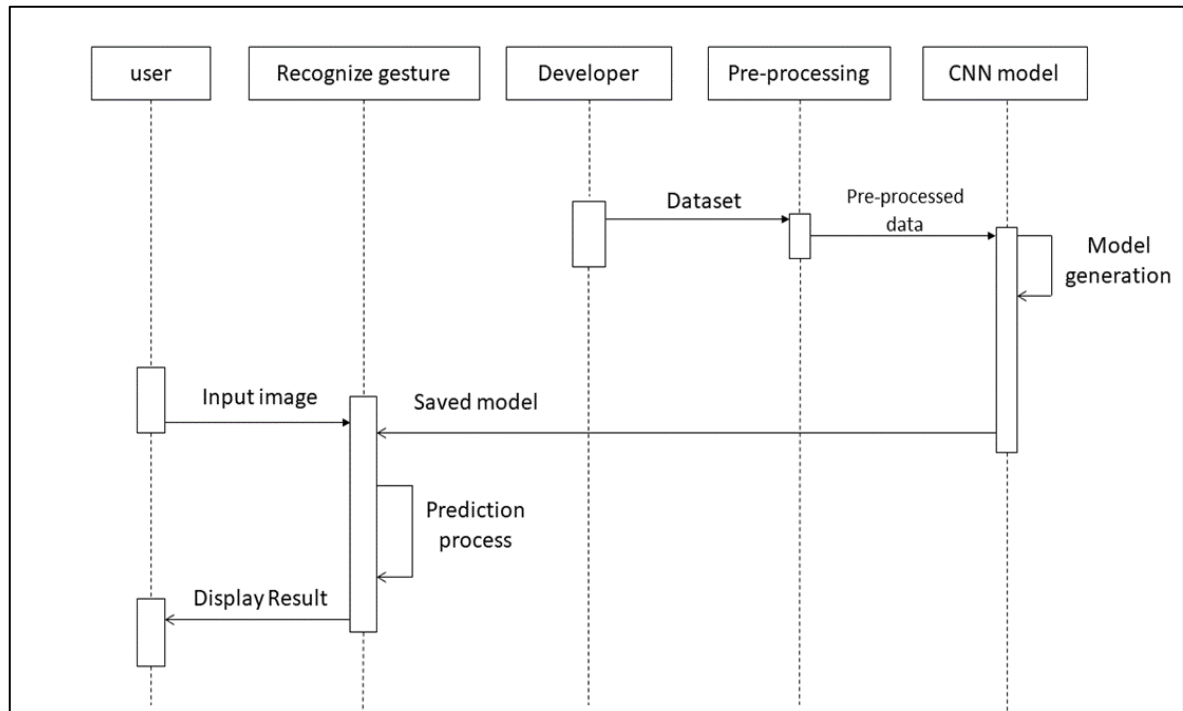 user
Recognize gesture
Developer
Pre-processing
CNN model
Dataset
Pre-processed
data
Model
generation
Input image
Saved model
Prediction
process
Display Result